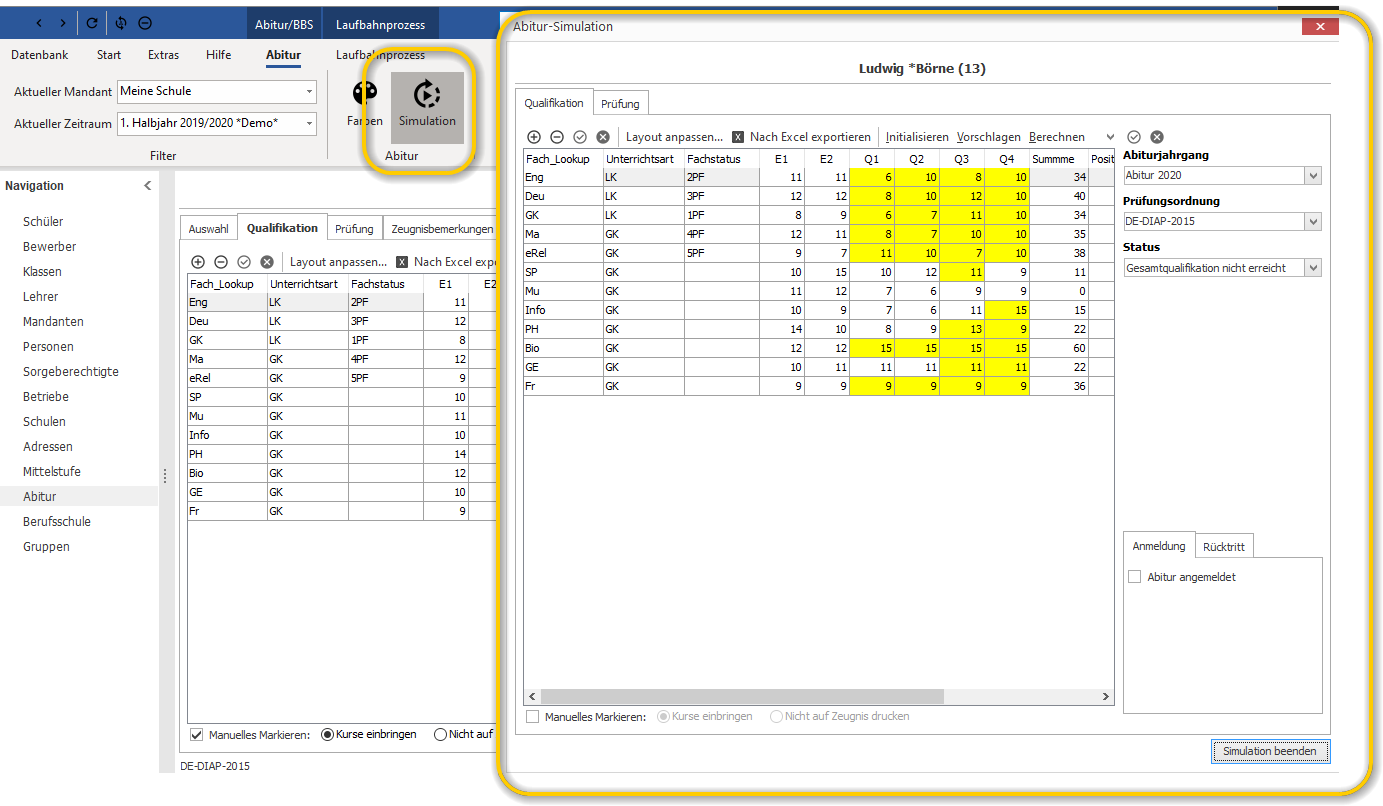 Abitur/BBS Laufbahnprozess
Datenbank Start Extras Hilfe Abitur Laufbahnprozess
Aktueller Mandant Meine Schule
Aktueller Zeitraum 1. Halbjahr 2019/2020 *Demo*
Filter
Farben Simulation
Abitur
Navigation
Schüler
Bewerber
Klassen
Lehrer
Mandanten
Personen
Sorgeberechtigte
Betriebe
Schulen
Adressen
Mittelstufe
Abitur
Berufsschule
Gruppen
Auswahl Qualifikation Prüfung Zeugnisbemerkungen
Layout anpassen... X Nach Excel expo
Fach_Lookup Unterrichtsart Fachstatus E1 E2
Eng LK 2PF 11
Deu LK 3PF 12
GK LK 1PF 8
Ma GK 4PF 12
eRel GK 5PF 9
SP GK 10
Mu GK 11
Info GK 10
PH GK 14
Bio GK 12
GE GK 10
Fr GK 9
Manuelles Markieren: Kurse einbringen Nicht auf
DE-DIAP-2015
Abitur-Simulation
Ludwig *Börne (13)
Qualifikation Prüfung
Layout anpassen... X Nach Excel exportieren Initialisieren Vorschlagen Berechnen
Fach_Lookup Unterrichtsart Fachstatus E1 E2 Q1 Q2 Q3 Q4 Summme Posit
Eng LK 2PF 11 11 6 10 8 10 34
Deu LK 3PF 12 12 8 10 12 10 40
GK LK 1PF 8 9 6 7 11 10 34
Ma GK 4PF 12 11 8 7 10 10 35
eRel GK 5PF 9 7 11 10 7 10 38
SP GK 10 15 10 12 11 9 11
Mu GK 11 12 7 6 9 9 0
Info GK 10 9 7 6 11 15 15
PH GK 14 10 8 9 13 9 22
Bio GK 12 12 15 15 15 15 60
GE GK 10 11 11 11 11 11 22
Fr GK 9 9 9 9 9 9 36
Manuelles Markieren: Kurse einbringen Nicht auf Zeugnis drucken
Abiturjahrgang
Abitur 2020
Prüfungsordnung
DE-DIAP-2015
Status
Gesamtqualifikation nicht erreicht
Anmeldung Rücktritt
Abitur angemeldet
Simulation beenden